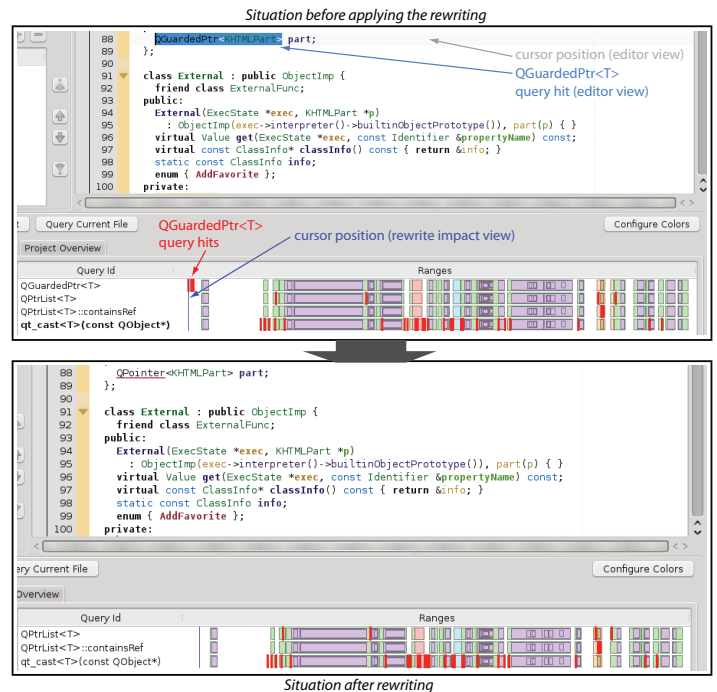 Situation before applying the rewriting
88 QGuardedPtr<KHTMLPart> part;
89 };
90
91 class External : public ObjectImp {
92 friend class ExternalFunc;
93 public:
94 External(ExecState *exec, KHTMLPart *p)
95 : ObjectImp(exec->interpreter()->builtinObjectPrototype()), part(p) { }
96 virtual Value get(ExecState *exec, const Identifier &propertyName) const;
97 virtual const ClassInfo* classInfo() const { return &info; }
98 static const ClassInfo info;
99 enum { AddFavorite };
100 private:
cursor position (editor view)
QGuardedPtr<T>
query hit (editor view)
Query Current File
QGuardedPtr<T>
query hits
cursor position (rewrite impact view)
Configure Colors
Project Overview
Query Id Ranges
QGuardedPtr<T>
QPtrList<T>
QPtrList<T>::containsRef
qt_cast<T>(const QObject*)
88 QPointer<KHTMLPart> part;
89 };
90
91 class External : public ObjectImp {
92 friend class ExternalFunc;
93 public:
94 External(ExecState *exec, KHTMLPart *p)
95 : ObjectImp(exec->interpreter()->builtinObjectPrototype()), part(p) { }
96 virtual Value get(ExecState *exec, const Identifier &propertyName) const;
97 virtual const ClassInfo* classInfo() const { return &info; }
98 static const ClassInfo info;
99 enum { AddFavorite };
100 private:
ery Current File
Configure Colors
Overview
Query Id Ranges
QPtrList<T>
QPtrList<T>::containsRef
qt_cast<T>(const QObject*)
Situation after rewriting